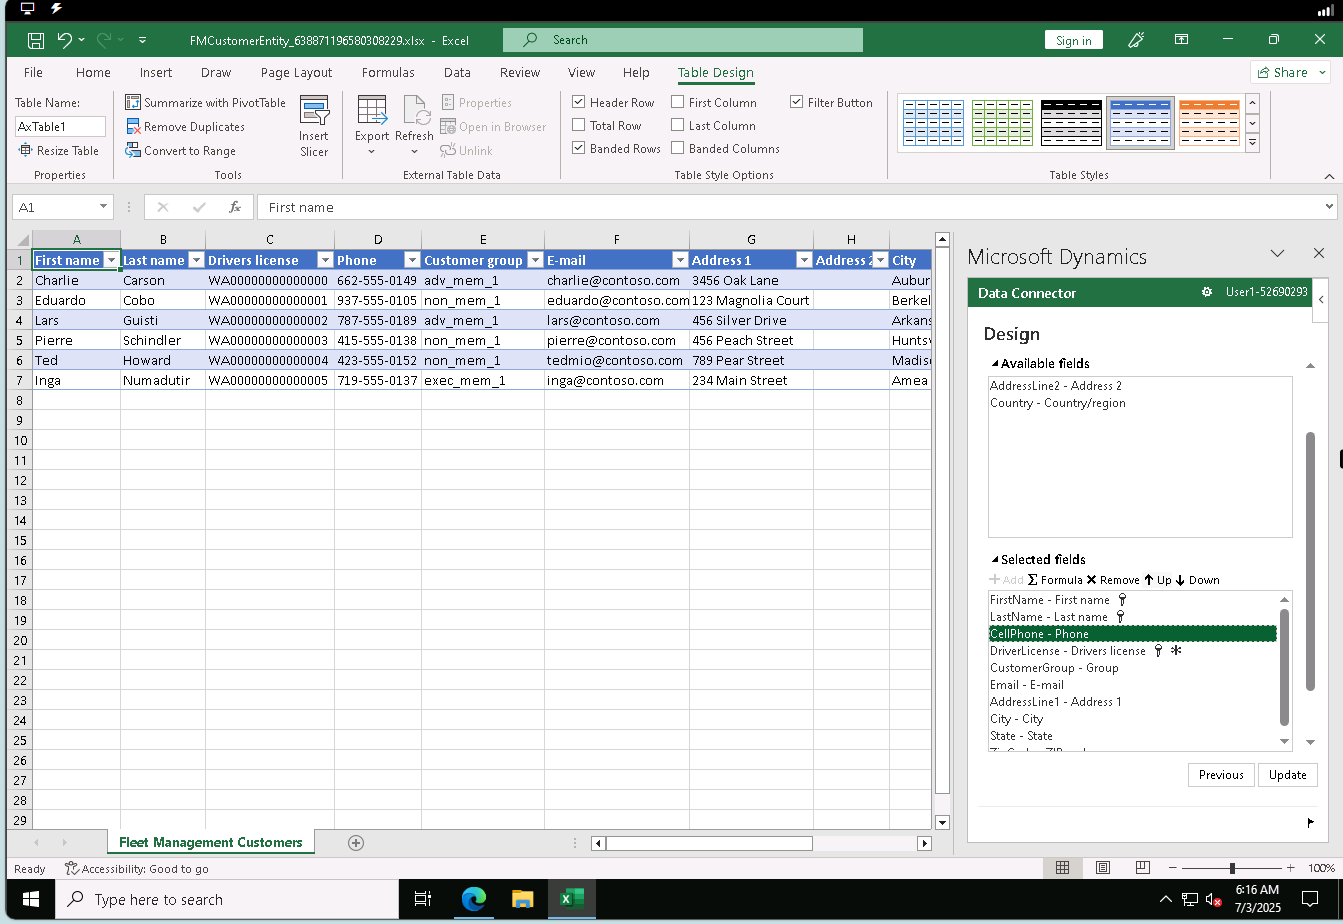 FMCustomerEntity_638871196580308229.xlsx - Excel
Search
Sign in
File Home Insert Draw Page Layout Formulas Data Review View Help Table Design Share
Table Name:
AxTable1
Resize Table
Properties
Summarize with PivotTable
Remove Duplicates
Convert to Range
Tools
Insert
Slicer
Export
Refresh
Properties
Open in Browser
Unlink
External Table Data
Header Row
Total Row
Banded Rows
First Column
Last Column
Banded Columns
Filter Button
Table Style Options
Table Styles
A1 fx First name
A B C D E F G H
1 First name Last name Drivers license Phone Customer group E-mail Address 1 Address 2 City
2 Charlie Carson WA00000000000000 662-555-0149 adv_mem_1 charlie@contoso.com 3456 Oak Lane Aubur
3 Eduardo Cobo WA00000000000001 937-555-0105 non_mem_1 eduardo@contoso.com 123 Magnolia Court Berkel
4 Lars Guisti WA00000000000002 787-555-0189 adv_mem_1 lars@contoso.com 456 Silver Drive Arkans
5 Pierre Schindler WA00000000000003 415-555-0138 non_mem_1 pierre@contoso.com 456 Peach Street Huntsv
6 Ted Howard WA00000000000004 423-555-0152 non_mem_1 tedmio@contoso.com 789 Pear Street Madiso
7 Inga Numadutir WA00000000000005 719-555-0137 exec_mem_1 inga@contoso.com 234 Main Street Amea
8
9
10
11
12
13
14
15
16
17
18
19
20
21
22
23
24
25
26
27
28
29
Microsoft Dynamics
Data Connector User1-52690293
Design
Available fields
AddressLine2 - Address 2
Country - Country/region
Selected fields
Add Formula Remove Up Down
FirstName - First name
LastName - Last name
CellPhone - Phone
DriverLicense - Drivers license
CustomerGroup - Group
Email - E-mail
AddressLine1 - Address 1
City - City
State - State
Previous Update
Fleet Management Customers
Ready Accessibility: Good to go 100%
Type here to search
6:16 AM
7/3/2025